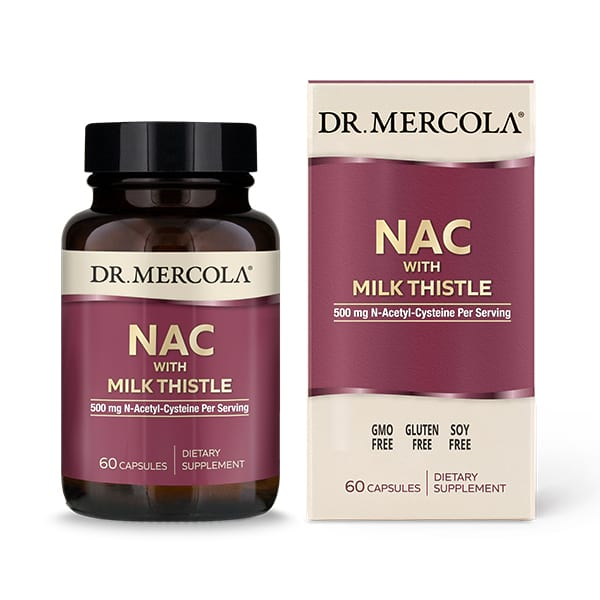 DR. MERCOLA®
NAC
WITH
MILK THISTLE
500 mg N-Acetyl-Cysteine Per Serving
60 CAPSULES
DIETARY
SUPPLEMENT
DR. MERCOLA®
NAC
WITH
MILK THISTLE
500 mg N-Acetyl-Cysteine Per Serving
GMO FREE
GLUTEN FREE
SOY FREE
60 CAPSULES
DIETARY
SUPPLEMENT